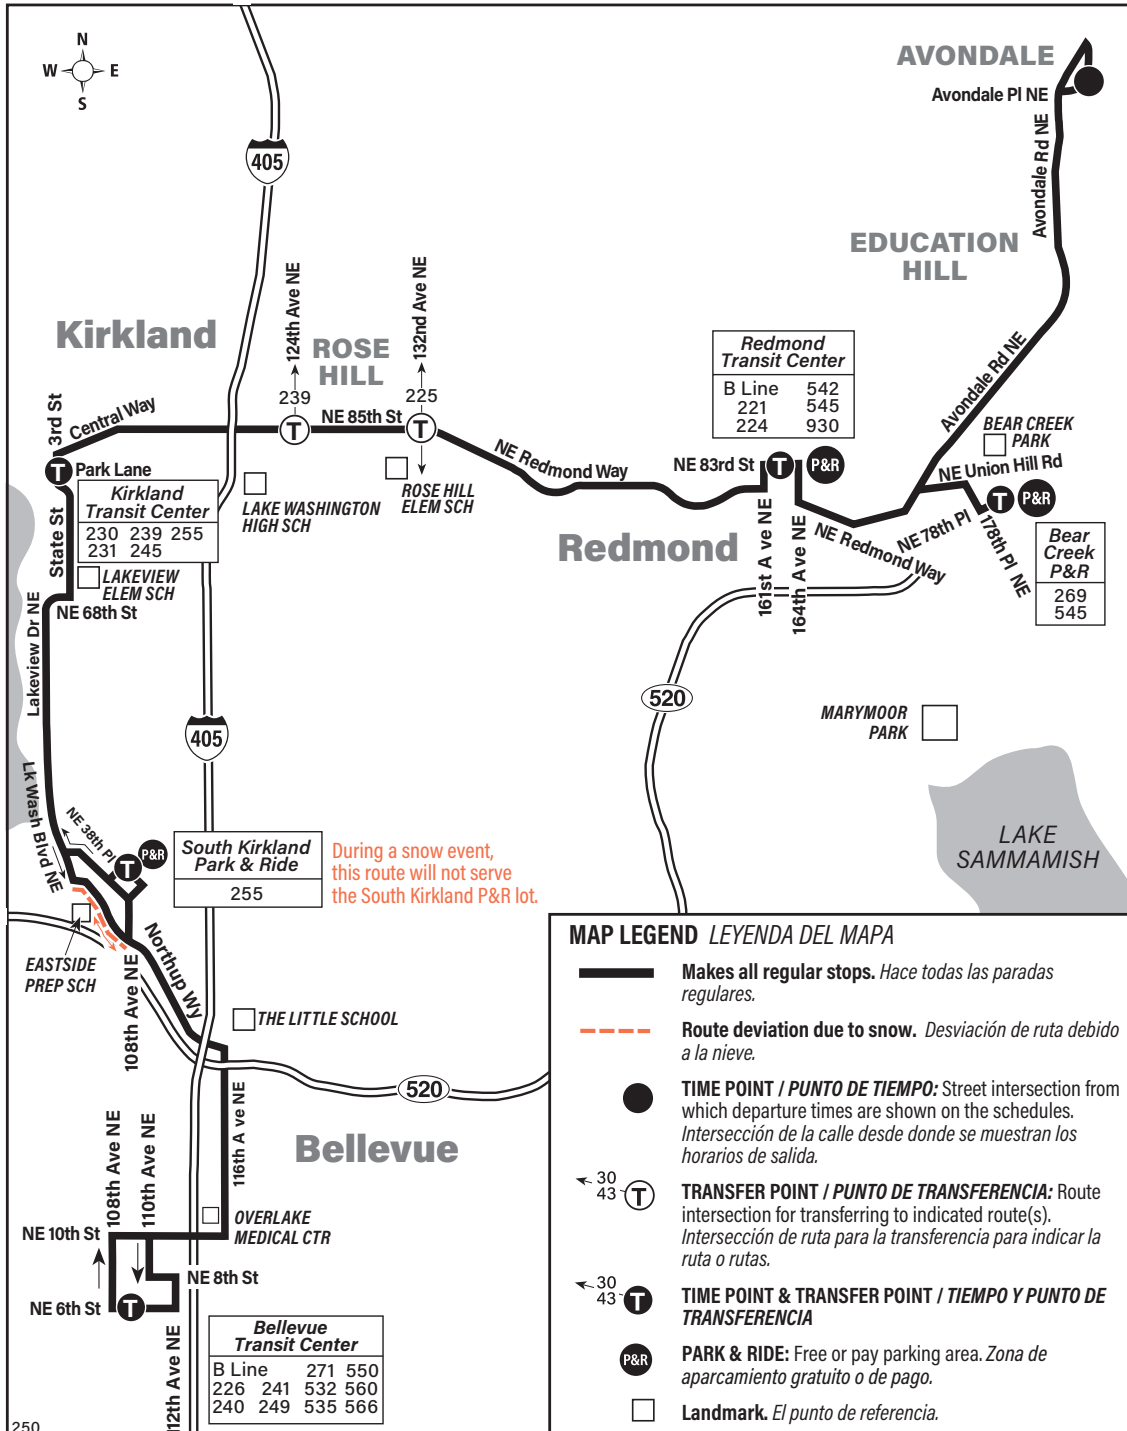 N
W E
S
AVONDALE
Avondale Pl NE
Avondale Rd NE
405
EDUCATION
HILL
124th Ave NE
132nd Ave NE
Kirkland
ROSE
HILL
239
225
Redmond
Transit Center
B Line 542
221 545
224 930
Avondale Rd NE
3rd St
Central Way
NE 85th St
T
T
BEAR CREEK
PARK
T
Park Lane
NE Redmond Way
NE 83rd St
T
P&R
NE Union Hill Rd
Kirkland
Transit Center
230 239 255
231 245
LAKE WASHINGTON
HIGH SCH
ROSE HILL
ELEM SCH
T
P&R
State St
Redmond
161st A ve NE
164th Ave NE
NE Redmond Way
NE 78th Pl
178th Pl NE
Bear
Creek
P&R
269
545
LAKEVIEW
ELEM SCH
NE 68th St
Lakeview Dr NE
520
MARYMOOR
PARK
405
Lk Wash Blvd NE
NE 38th Pl
T
P&R
South Kirkland
Park & Ride
255
During a snow event,
this route will not serve
the South Kirkland P&R lot.
LAKE
SAMMAMISH
EASTSIDE
PREP SCH
108th Ave NE
Northup Wy
THE LITTLE SCHOOL
520
116th A ve NE
Bellevue
108th Ave NE
110th Ave NE
NE 10th St
OVERLAKE
MEDICAL CTR
NE 8th St
NE 6th St
T
112th Ave NE
Bellevue
Transit Center
B Line 271 550
226 241 532 560
240 249 535 566
250
MAP LEGEND LEYENDA DEL MAPA
Makes all regular stops. Hace todas las paradas
regulares.
Route deviation due to snow. Desviación de ruta debido
a la nieve.
TIME POINT / PUNTO DE TIEMPO: Street intersection from
which departure times are shown on the schedules.
Intersección de la calle desde donde se muestran los
horarios de salida.
30
43 T
TRANSFER POINT / PUNTO DE TRANSFERENCIA: Route
intersection for transferring to indicated route(s).
Intersección de ruta para la transferencia para indicar la
ruta o rutas.
30
43 T
TIME POINT & TRANSFER POINT / TIEMPO Y PUNTO DE
TRANSFERENCIA
P&R
PARK & RIDE: Free or pay parking area. Zona de
aparcamiento gratuito o de pago.
Landmark. El punto de referencia.